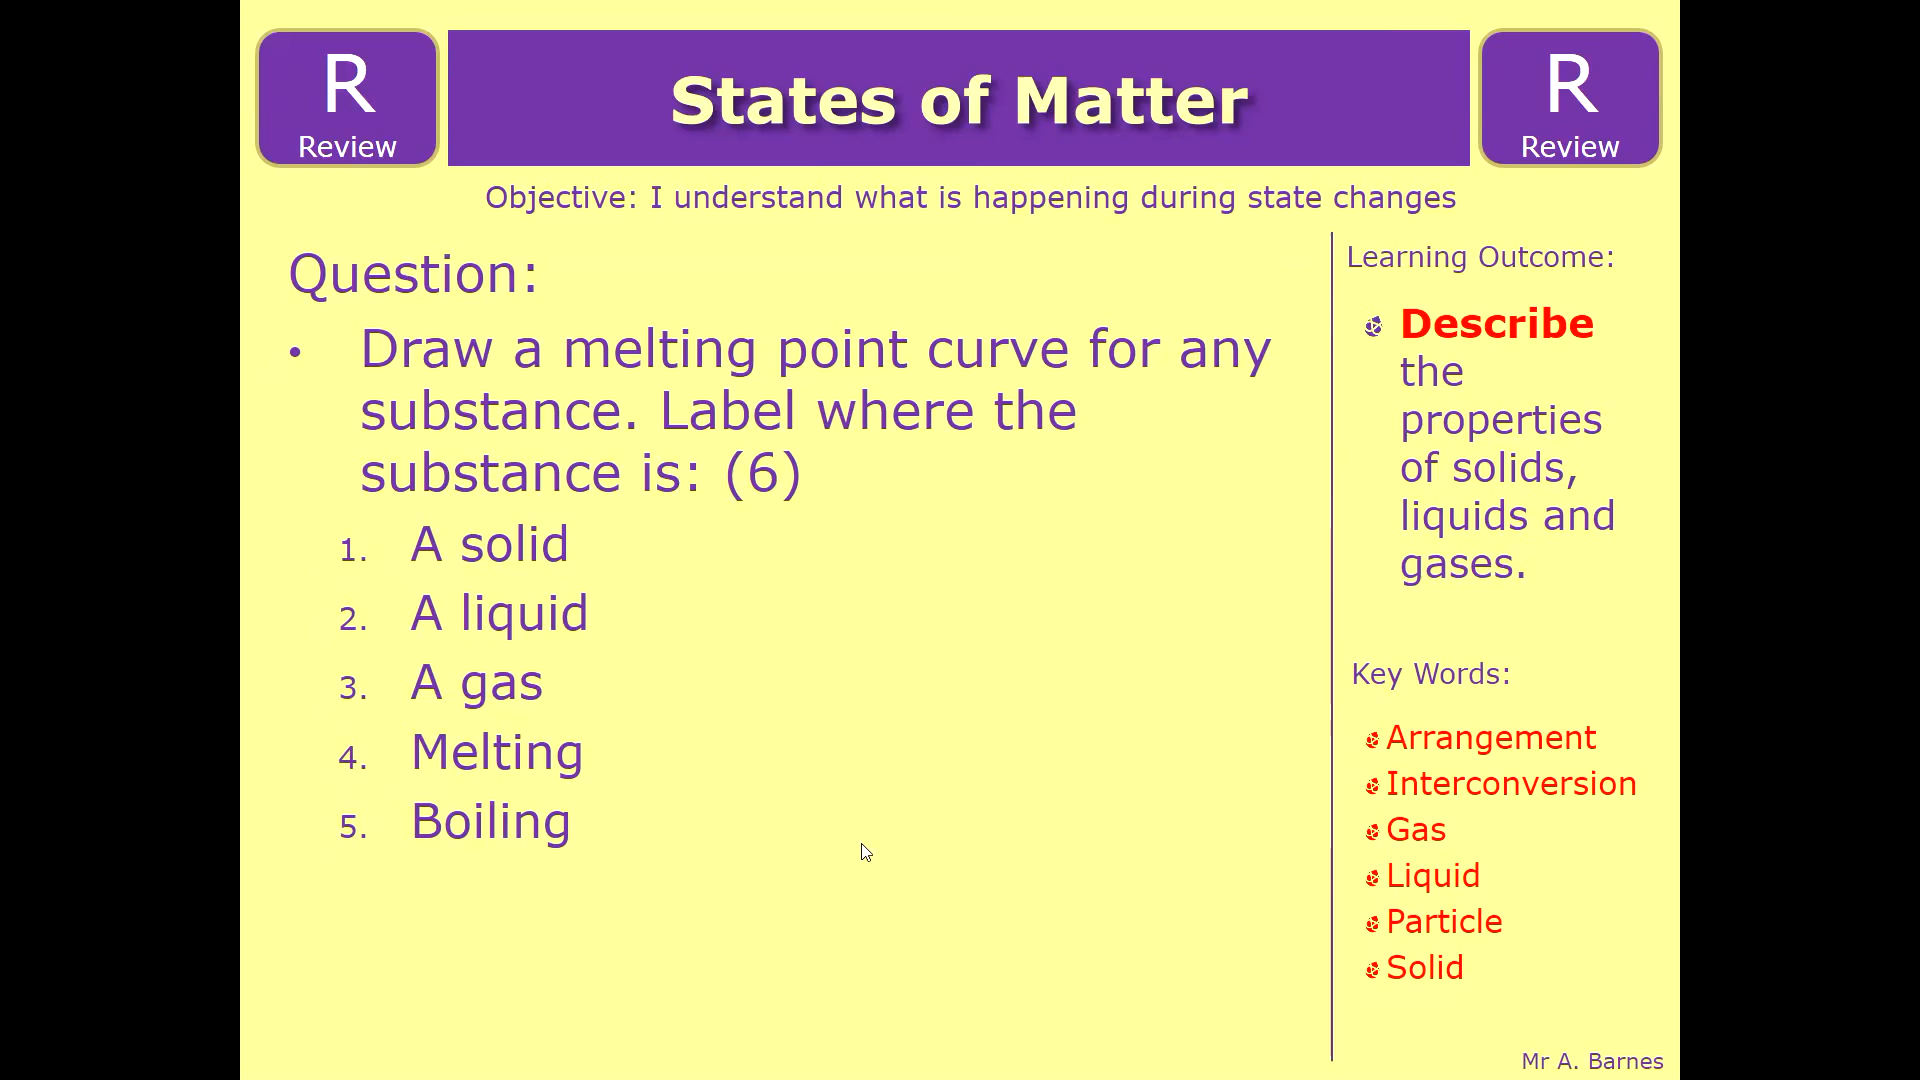 R
Review
States of Matter
R
Review
Objective: I understand what is happening during state changes
Question:
• Draw a melting point curve for any
substance. Label where the
substance is: (6)
1. A solid
2. A liquid
3. A gas
4. Melting
5. Boiling
Learning Outcome:
Describe
the
properties
of solids,
liquids and
gases.
Key Words:
Arrangement
Interconversion
Gas
Liquid
Particle
Solid
Mr A. Barnes